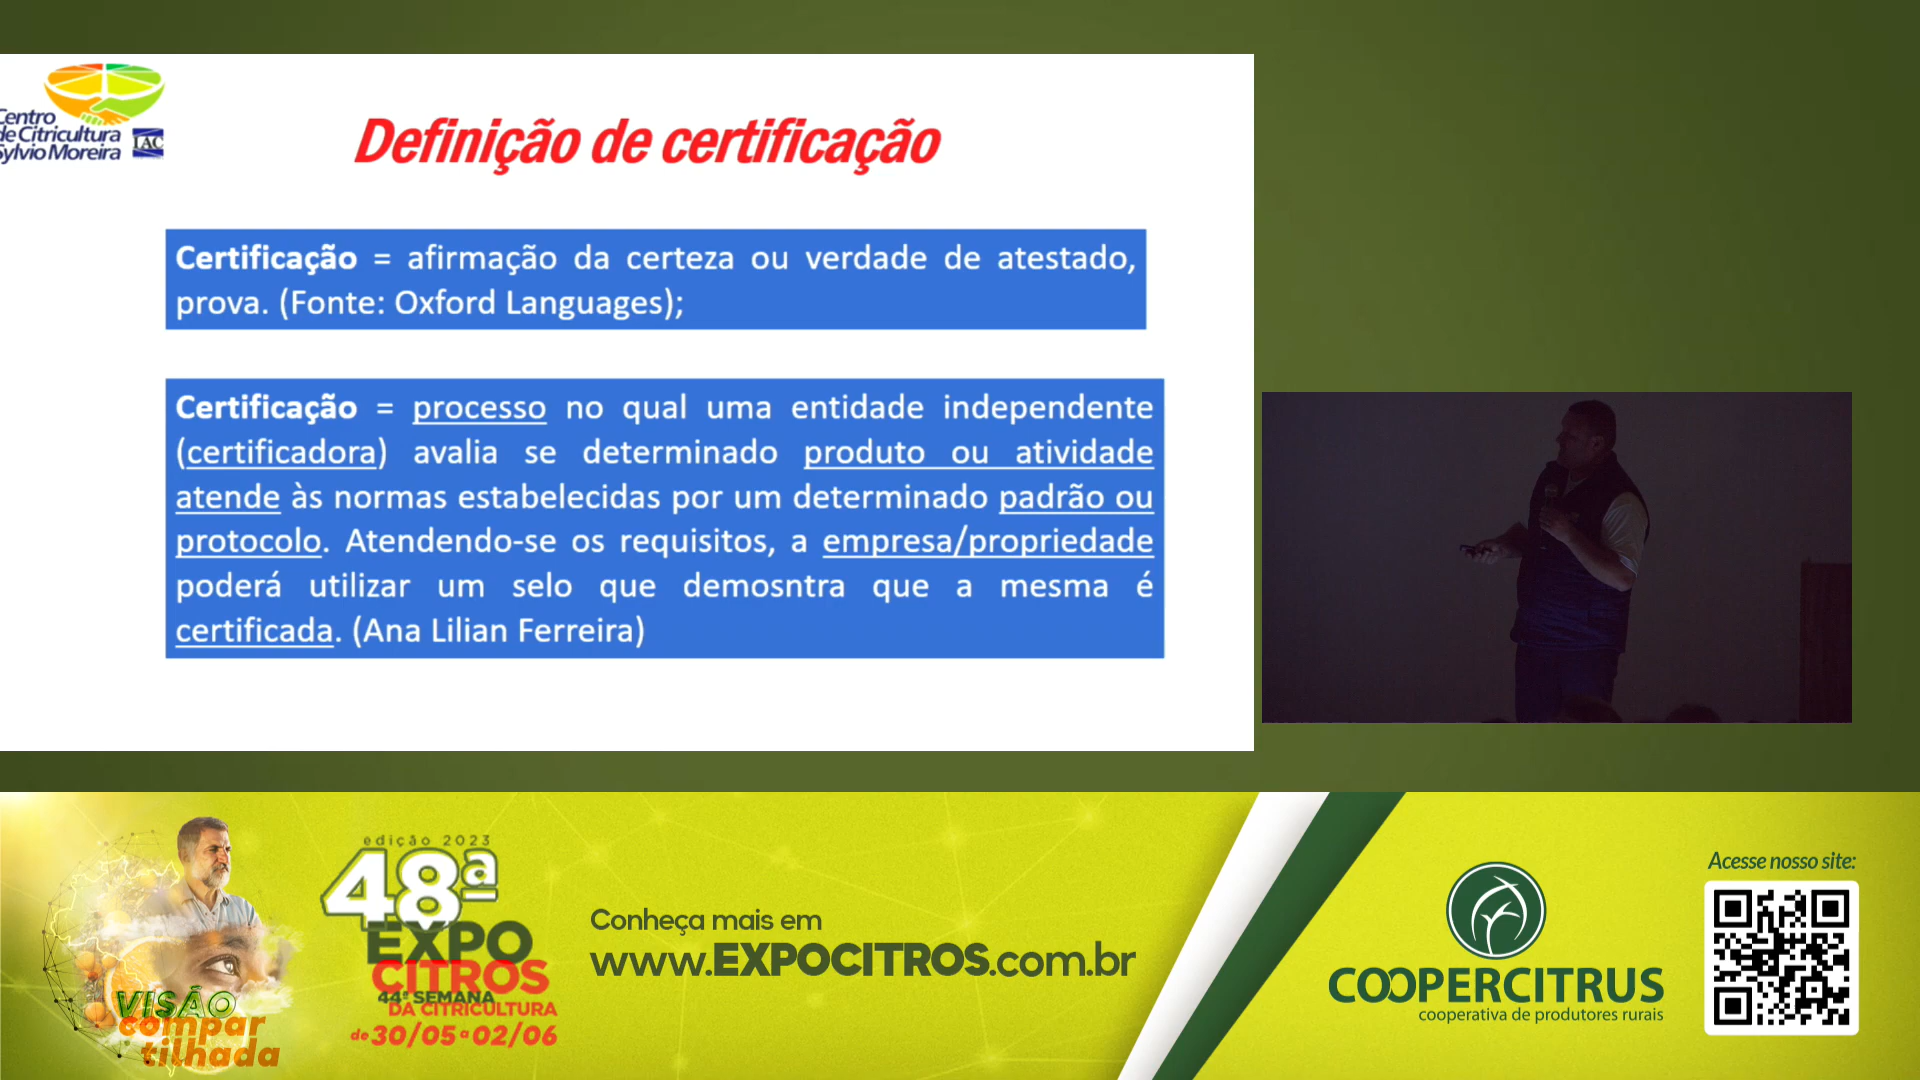 Centro
de Citricultura
Sylvio Moreira
IAC
Definição de certificação
Certificação = afirmação da certeza ou verdade de atestado,
prova. (Fonte: Oxford Languages);
Certificação = processo no qual uma entidade independente
(certificadora) avalia se determinado produto ou atividade
atende às normas estabelecidas por um determinado padrão ou
protocolo. Atendendo-se os requisitos, a empresa/propriedade
poderá utilizar um selo que demosntra que a mesma é
certificada. (Ana Lilian Ferreira)
VISÃO
compar
tilhada
edição 2023
48ª
EXPO
CITROS
44ª SEMANA
DA CITRICULTURA
de 30/05 a 02/06
Conheça mais em
www.EXPOCITROS.com.br
COOPERCITRUS
cooperativa de produtores rurais
Acesse nosso site: